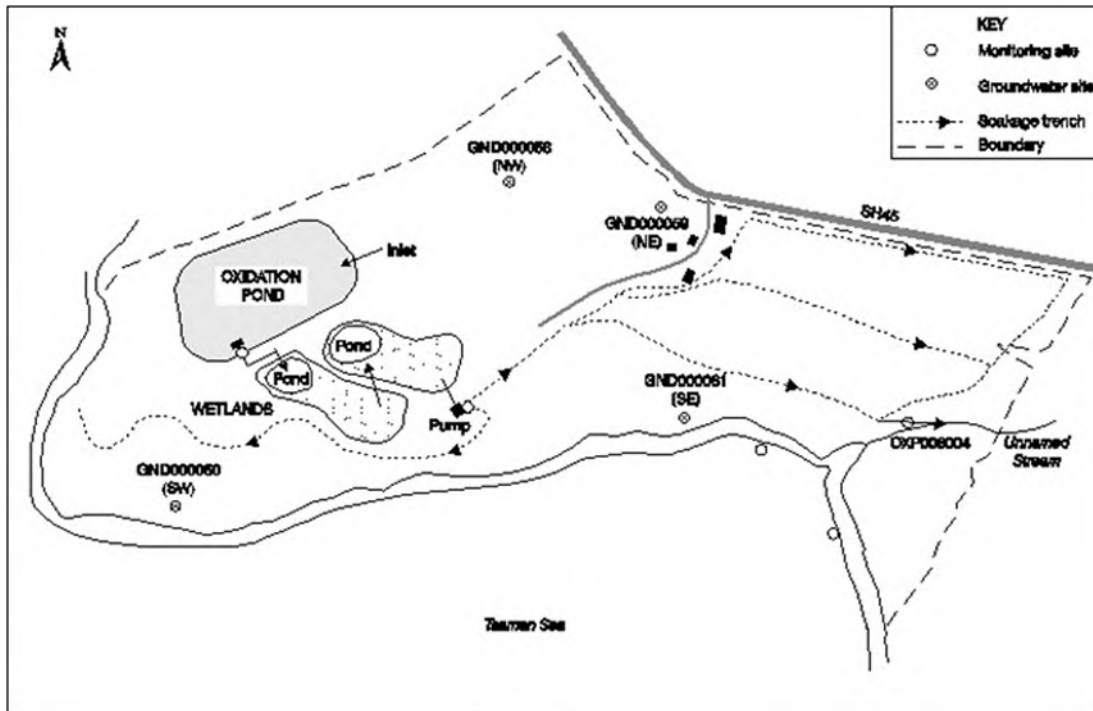 N
KEY
Monitoring site
Groundwater site
Soakage trench
Boundary
GND000058
(NW)
SH45
GND000059
(NE)
Inlet
OXIDATION
POND
Pond
Pond
GND000061
(SE)
WETLANDS
Pump
OXP008004
Unnamed
Stream
GND000060
(SW)
Tasman Sea